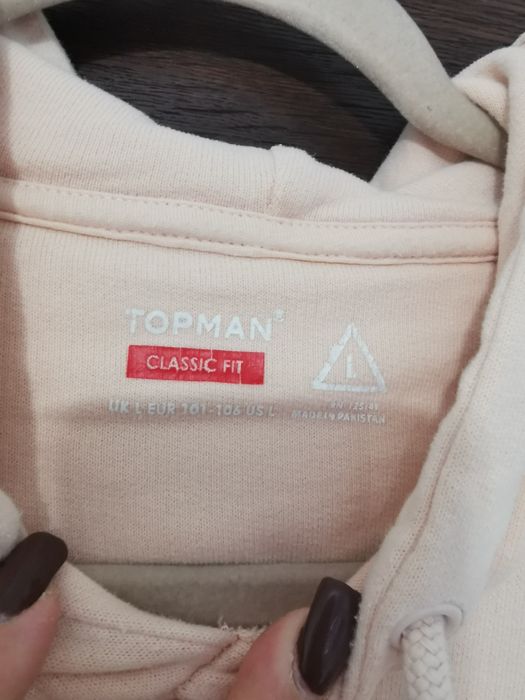 TOPMAN®
CLASSIC FIT
L
UK L EUR 101-106 US L
MADE IN PAKISTAN